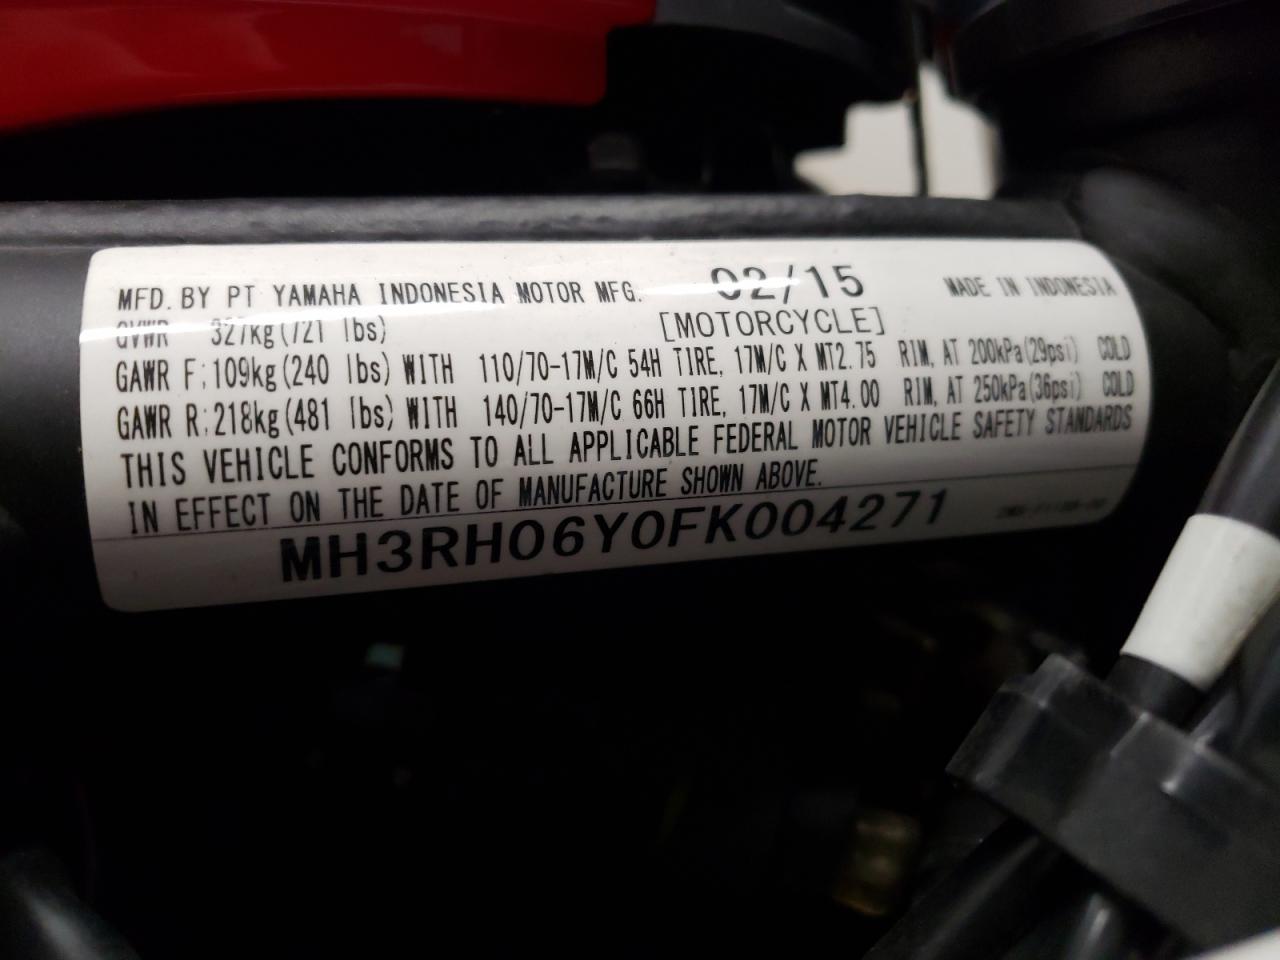 MFD. BY PT YAMAHA INDONESIA MOTOR MFG. 02/15 MADE IN INDONESIA
GVWR 327kg(721 lbs) [MOTORCYCLE]
GAWR F:109kg(240 lbs) WITH 110/70-17M/C 54H TIRE, 17M/C X MT2.75 RIM, AT 200kPa(29psi) COLD
GAWR R:218kg(481 lbs) WITH 140/70-17M/C 66H TIRE, 17M/C X MT4.00 RIM, AT 250kPa(36psi) COLD
THIS VEHICLE CONFORMS TO ALL APPLICABLE FEDERAL MOTOR VEHICLE SAFETY STANDARDS
IN EFFECT ON THE DATE OF MANUFACTURE SHOWN ABOVE.
MH3RH06Y0FK004271